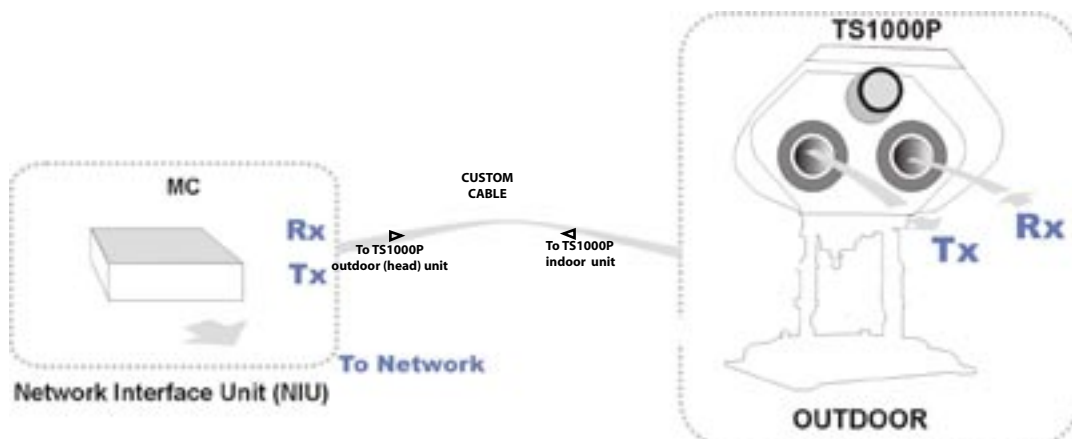 TS1000P
MC
CUSTOM
CABLE
Rx
Tx
To TS1000P
outdoor (head) unit
To TS1000P
indoor unit
Tx
Rx
To Network
Network Interface Unit (NIU)
OUTDOOR